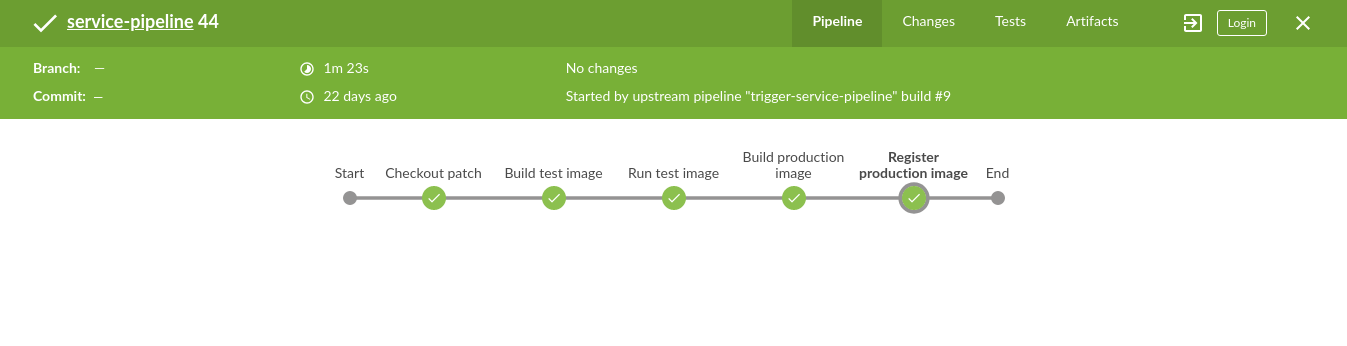 service-pipeline 44
Pipeline
Changes
Tests
Artifacts
Login
Branch: —
1m 23s
No changes
Commit: —
22 days ago
Started by upstream pipeline "trigger-service-pipeline" build #9
Start
Checkout patch
Build test image
Run test image
Build production
image
Register
production image
End